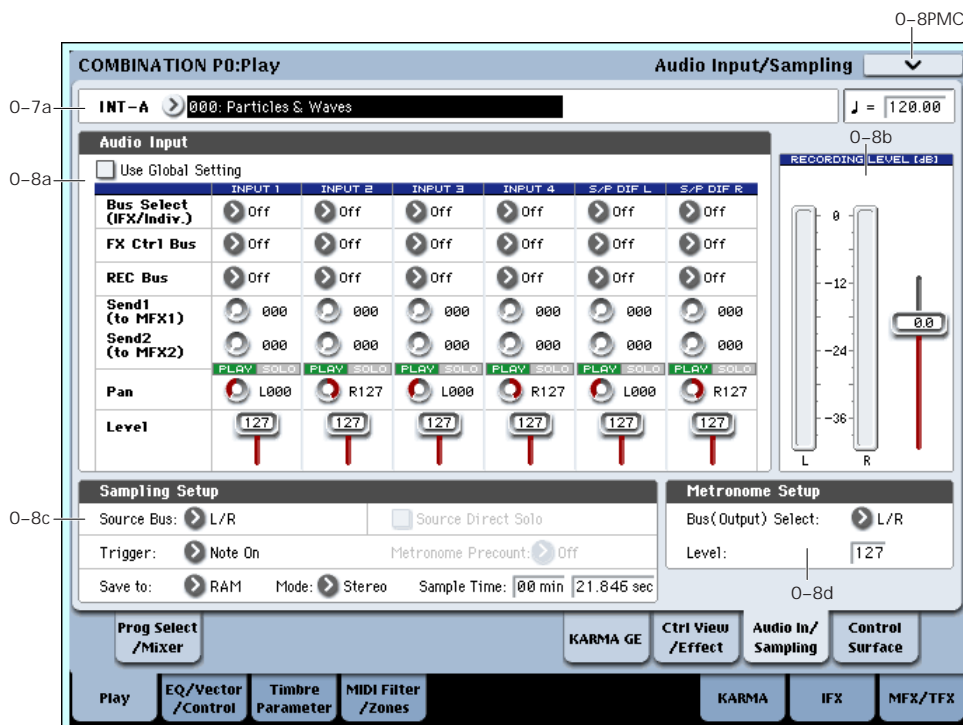 0–8PMC
COMBINATION P0:Play Audio Input/Sampling
0–7a
INT-A 000: Particles & Waves ♩ = 120.00
0–8b
Audio Input
RECORDING LEVEL [dB]
0–8a
Use Global Setting
INPUT 1 INPUT 2 INPUT 3 INPUT 4 S/P DIF L S/P DIF R
Bus Select (IFX/Indiv.) Off Off Off Off Off Off
FX Ctrl Bus Off Off Off Off Off Off
REC Bus Off Off Off Off Off Off
Send1 (to MFX1) 000 000 000 000 000 000
Send2 (to MFX2) 000 000 000 000 000 000
PLAY SOLO PLAY SOLO PLAY SOLO PLAY SOLO PLAY SOLO PLAY SOLO
Pan L000 R127 L000 R127 L000 R127
Level 127 127 127 127 127 127
0
-12
0.0
-24
-36
L R
Sampling Setup
Metronome Setup
0–8c
Source Bus: L/R Source Direct Solo
Bus(Output) Select: L/R
Trigger: Note On Metronome Precount: Off
Level: 127
Save to: RAM Mode: Stereo Sample Time: 00 min 21.846 sec
0–8d
Prog Select /Mixer
KARMA GE
Ctrl View /Effect
Audio In/ Sampling
Control Surface
Play
EQ/Vector /Control
Timbre Parameter
MIDI Filter /Zones
KARMA
IFX
MFX/TFX